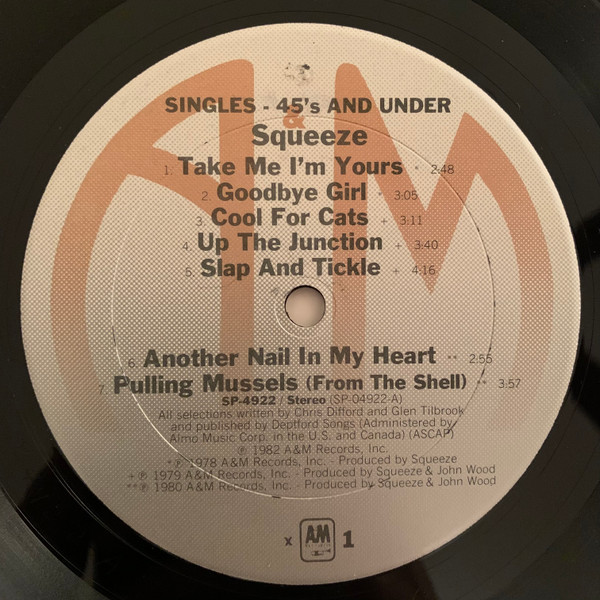 SINGLES - 45's AND UNDER
&
Squeeze
1. Take Me I'm Yours * 2:48
2. Goodbye Girl * 3:05
3. Cool For Cats + 3:11
4. Up The Junction + 3:40
5. Slap And Tickle + 4:16
6. Another Nail In My Heart ** 2:55
7. Pulling Mussels (From The Shell) ** 3:57
SP-4922 / Stereo (SP-04922-A)
All selections written by Chris Difford and Glen Tilbrook
and published by Deptford Songs (Administered by
Almo Music Corp. in the U.S. and Canada) (ASCAP)
℗ 1982 A&M Records, Inc.
*℗ 1978 A&M Records, Inc. - Produced by Squeeze
+℗ 1979 A&M Records, Inc. - Produced by Squeeze & John Wood
**℗ 1980 A&M Records, Inc. - Produced by Squeeze & John Wood
x AM 1